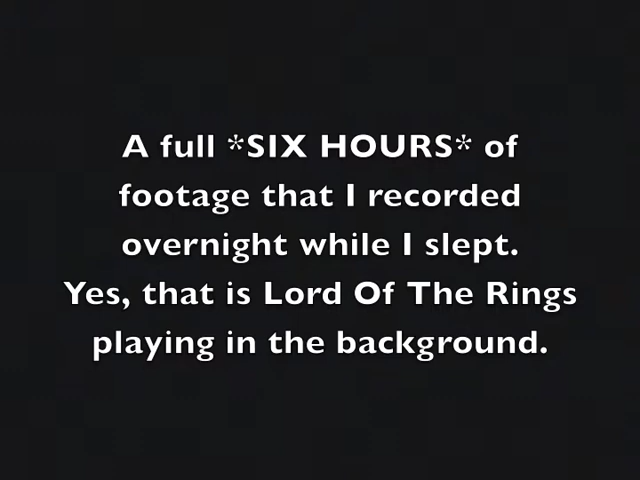 A full *SIX HOURS* of
footage that I recorded
overnight while I slept.
Yes, that is Lord Of The Rings
playing in the background.